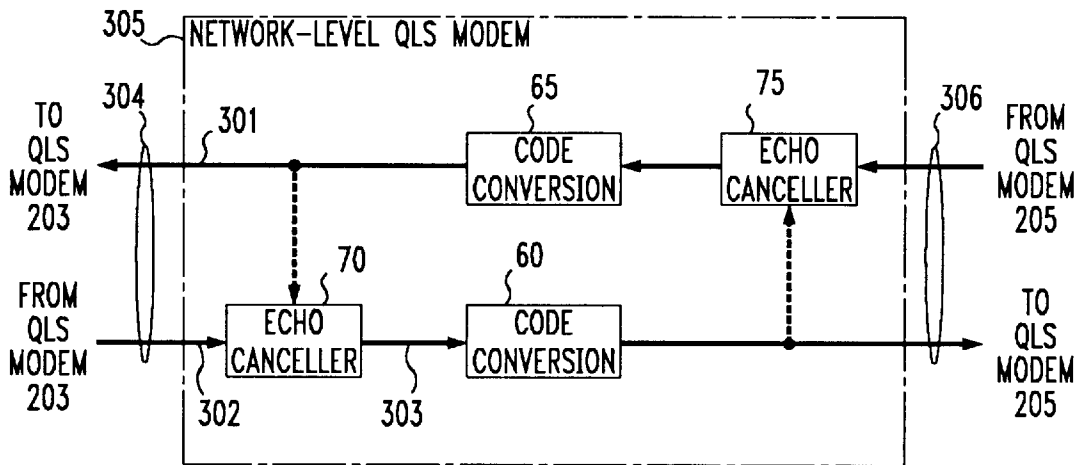 305
NETWORK-LEVEL QLS MODEM
304
TO
QLS
MODEM
203
301
65
CODE
CONVERSION
75
ECHO
CANCELLER
306
FROM
QLS
MODEM
205
FROM
QLS
MODEM
203
302
70
ECHO
CANCELLER
303
60
CODE
CONVERSION
TO
QLS
MODEM
205